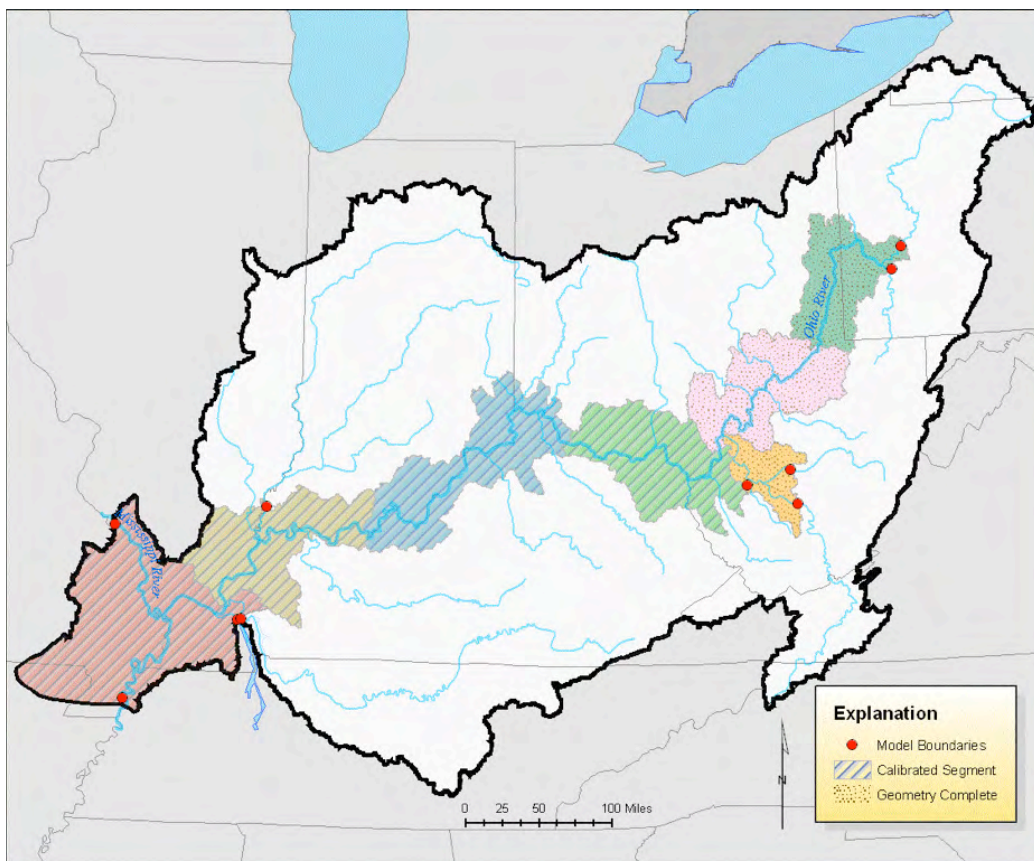 Ohio River
Mississippi River
Explanation
Model Boundaries
Calibrated Segment
Geometry Complete
N
0 25 50 100 Miles